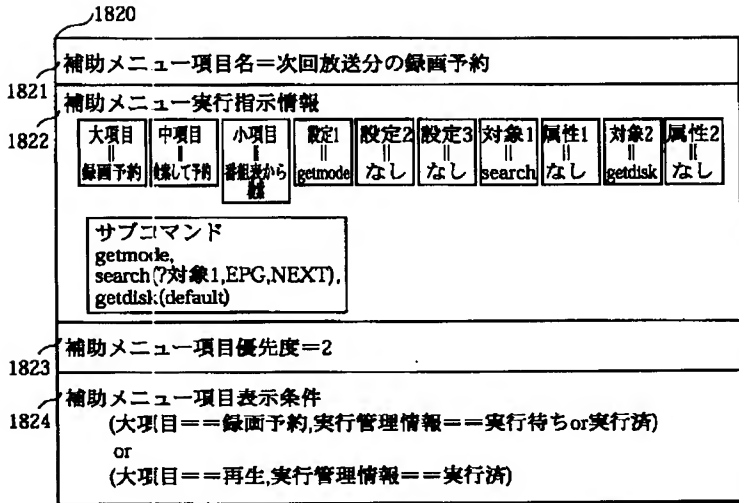 1820
補助メニュー項目名=次回放送分の録画予約
1821
補助メニュー実行指示情報
1822
大項目 = 録画予約
中項目 = 検索して予約
小項目 = 番組表から検索
設定1 = getmode
設定2 = なし
設定3 = なし
対象1 = search
属性1 = なし
対象2 = getdisk
属性2 = なし
サブコマンド
getmode,
search(?対象1,EPG,NEXT),
getdisk(default)
補助メニュー項目優先度=2
1823
補助メニュー項目表示条件
1824
(大項目==録画予約,実行管理情報==実行待ちor実行済)
or
(大項目==再生,実行管理情報==実行済)